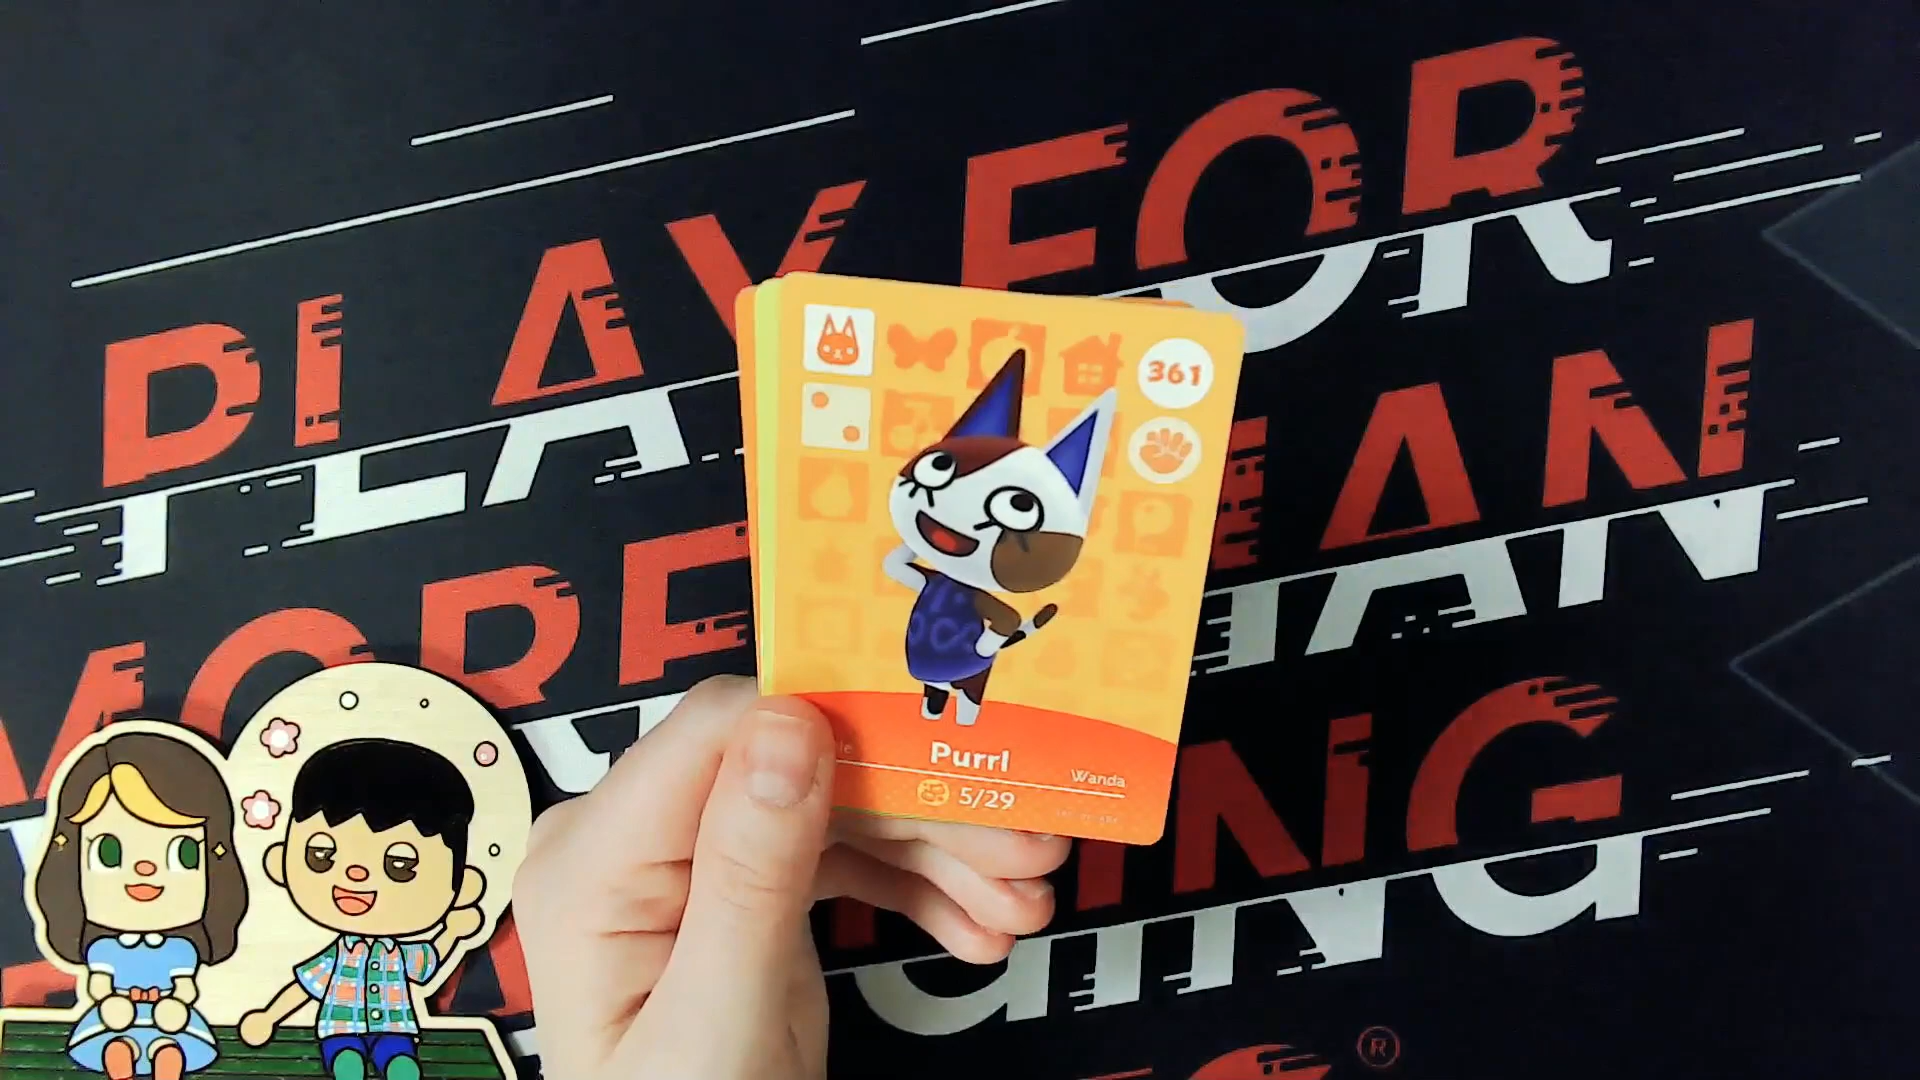 PLAY FOR
MORE THAN
GAMING
®
361
Purrl
Wanda
5/29